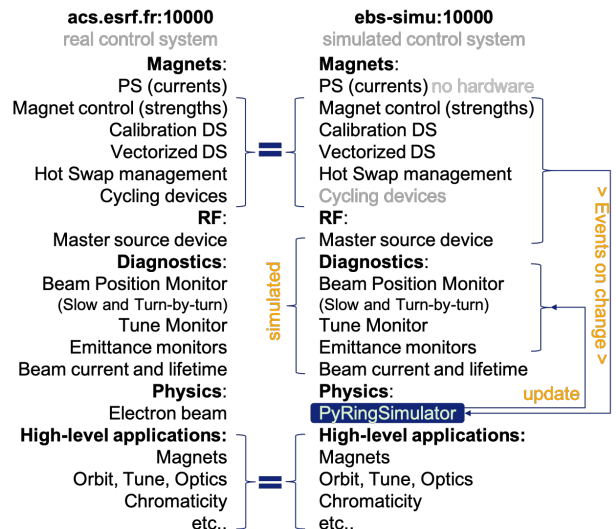 acs.esrf.fr:10000
real control system
Magnets:
PS (currents)
Magnet control (strengths)
Calibration DS
Vectorized DS
Hot Swap management
Cycling devices
RF:
Master source device
Diagnostics:
Beam Position Monitor
(Slow and Turn-by-turn)
Tune Monitor
Emittance monitors
Beam current and lifetime
Physics:
Electron beam
High-level applications:
Magnets
Orbit, Tune, Optics
Chromaticity
etc..
=
=
simulated
ebs-simu:10000
simulated control system
Magnets:
PS (currents) no hardware
Magnet control (strengths)
Calibration DS
Vectorized DS
Hot Swap management
Cycling devices
RF:
Master source device
Diagnostics:
Beam Position Monitor
(Slow and Turn-by-turn)
Tune Monitor
Emittance monitors
Beam current and lifetime
Physics:
PyRingSimulator
High-level applications:
Magnets
Orbit, Tune, Optics
Chromaticity
etc..
update
> Events on change >